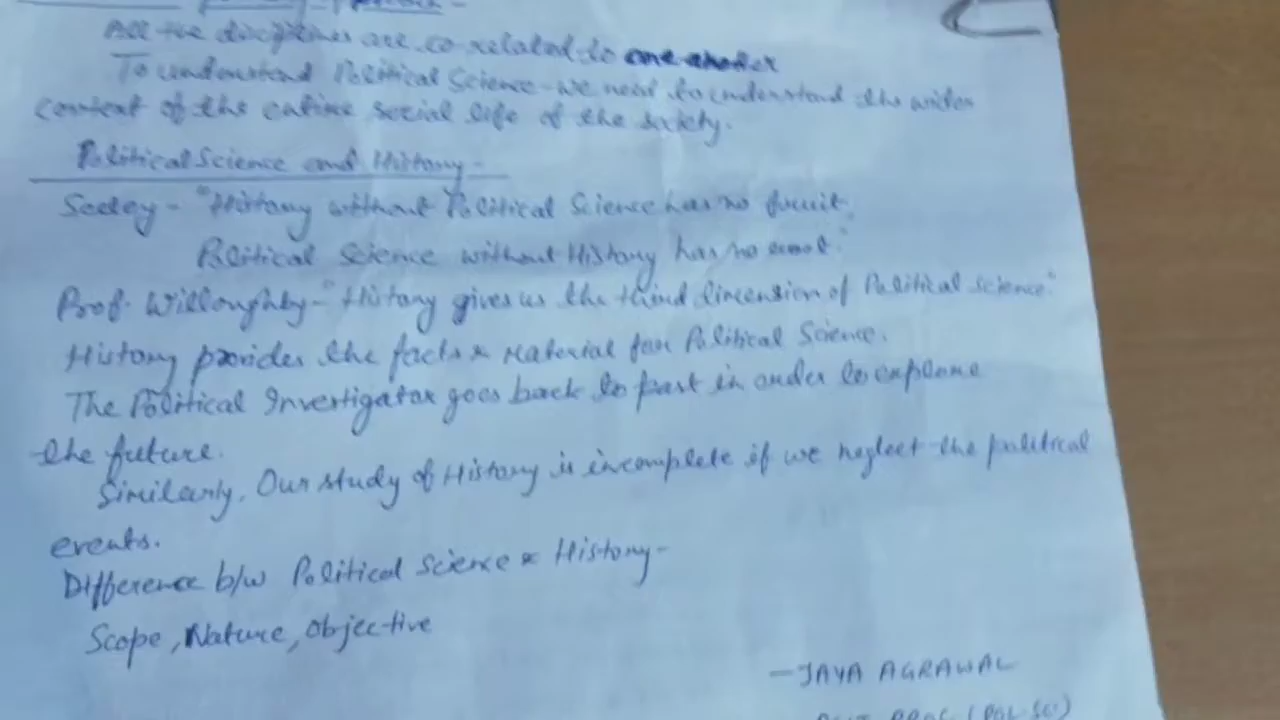 All the disciplines are co-related to one another
To understand Political Science-we need to understand the wider
context of the entire social life of the society.
Political Science and History-
Seeley- "History without Political Science has no fruit,
Political Science without History has no root."
Prof. Willoughby-"History gives us the third dimension of Political science."
History provides the facts & material for Political Science.
The Political Investigator goes back to past in order to explore
the future.
Similarly, Our study of History is incomplete if we neglect the political
events.
Difference b/w Political Science & History-
Scope, Nature, Objective
-JAYA AGRAWAL